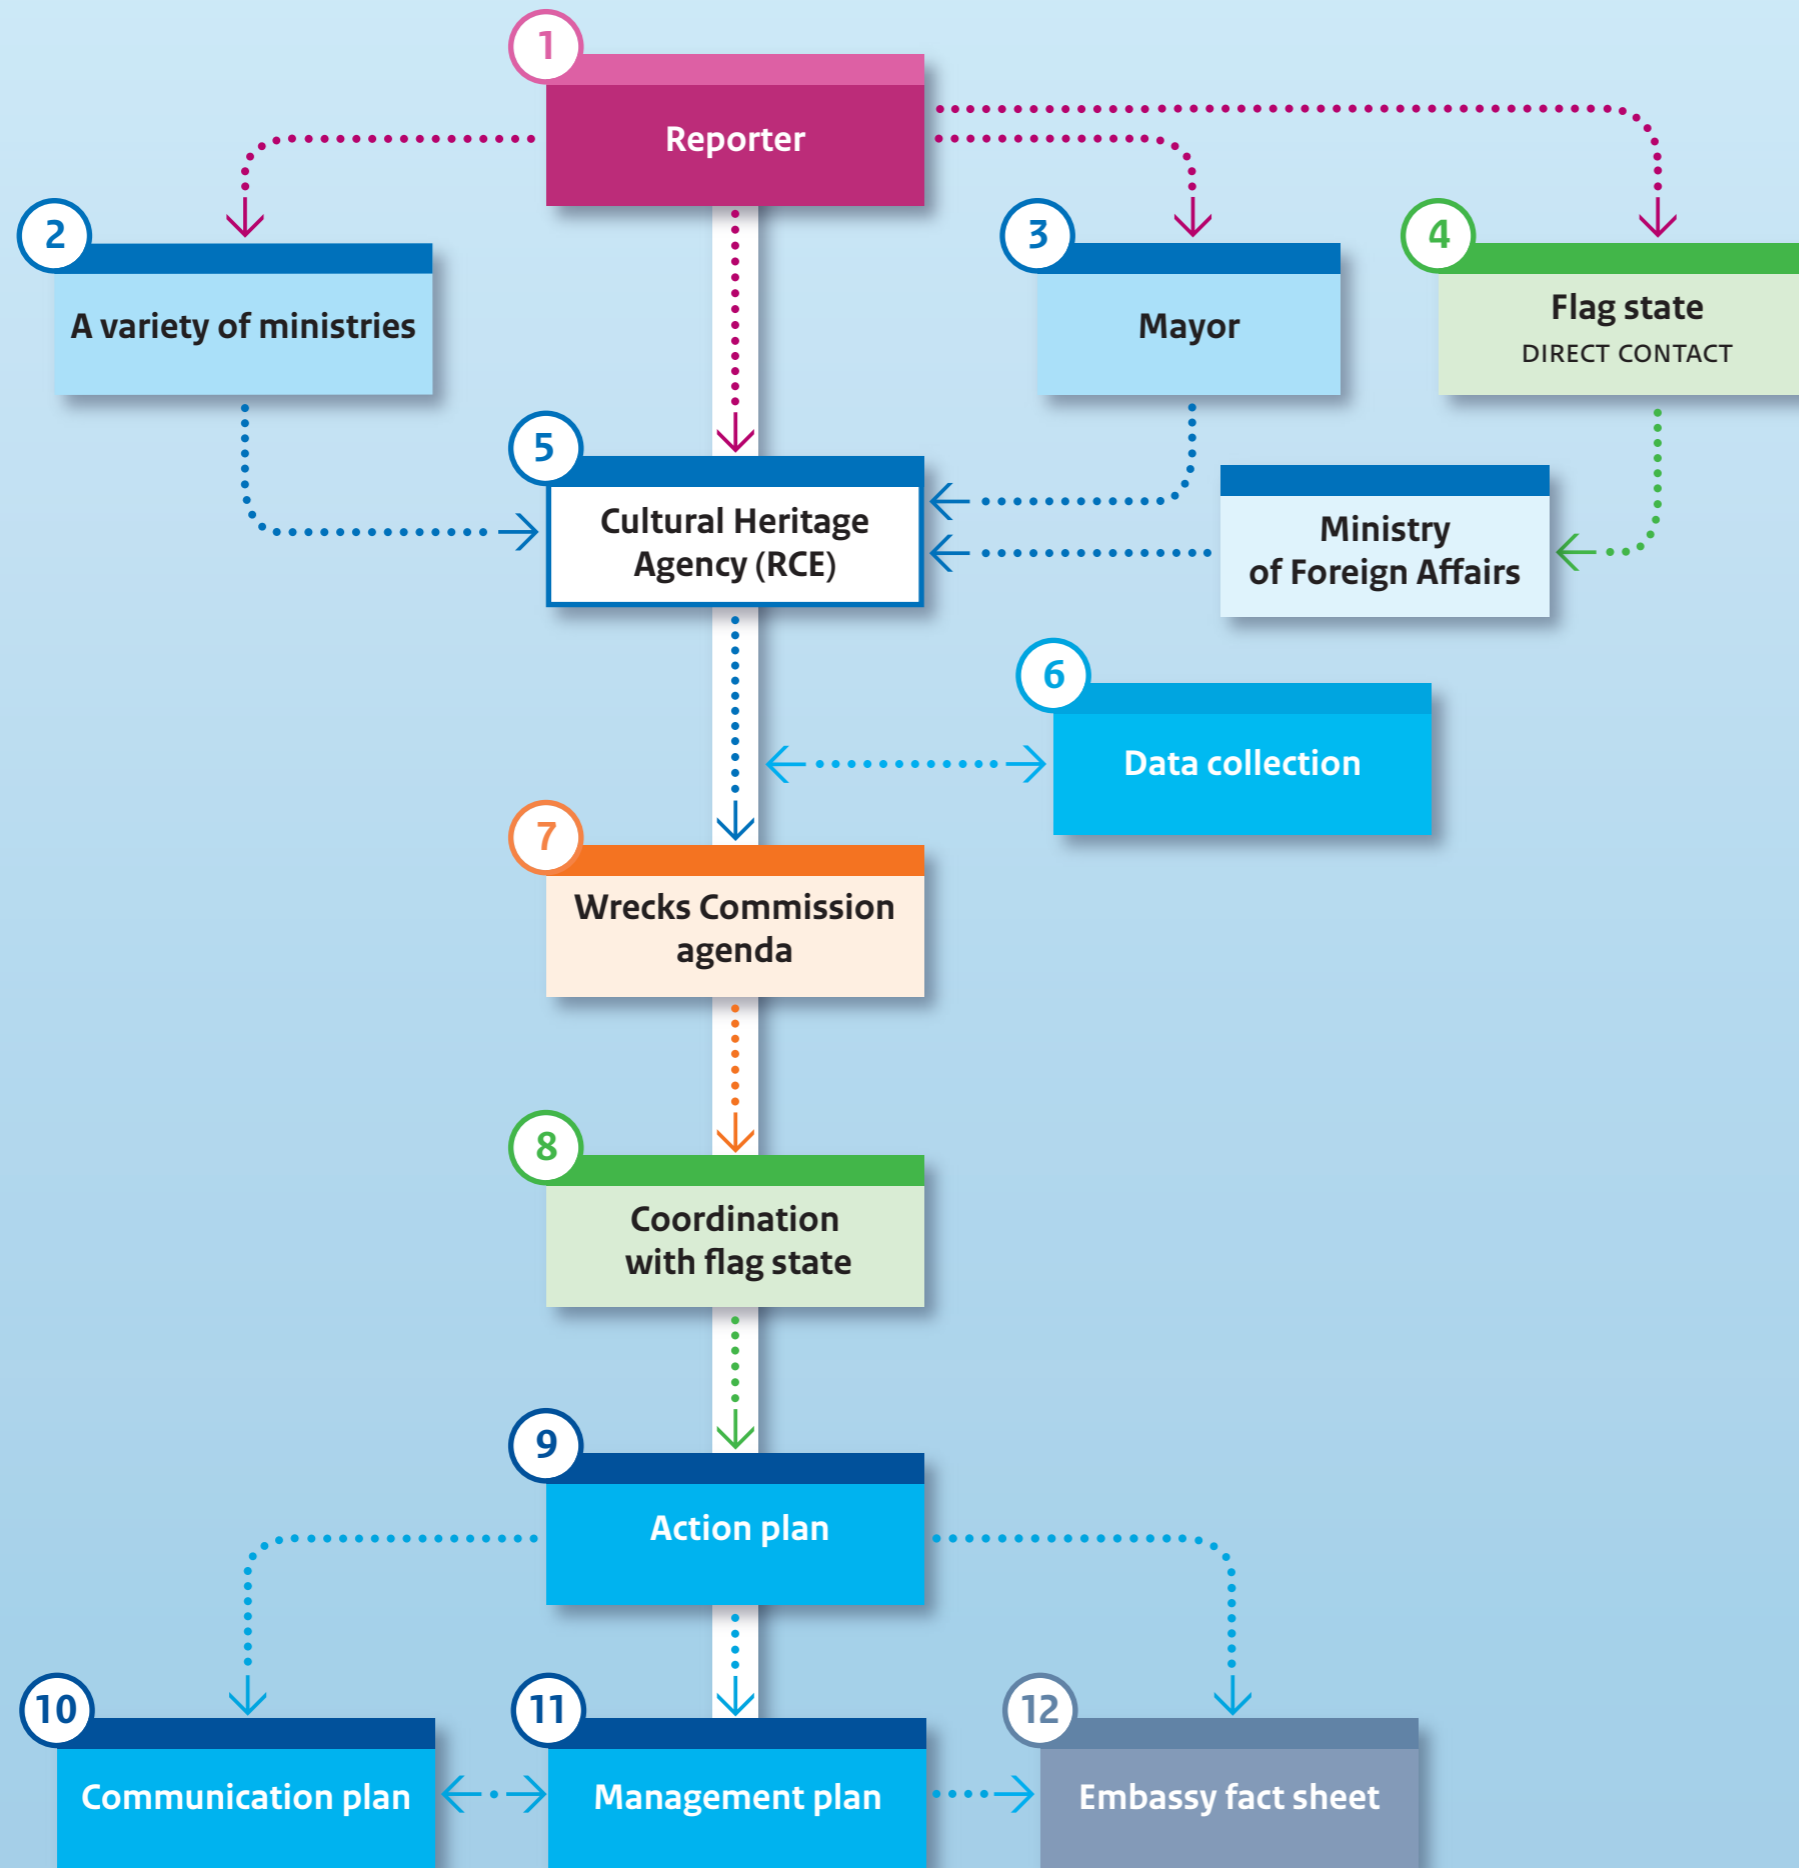 1
Reporter
2
A variety of ministries
3
Mayor
4
Flag state
DIRECT CONTACT
5
Cultural Heritage
Agency (RCE)
Ministry
of Foreign Affairs
6
Data collection
7
Wrecks Commission
agenda
8
Coordination
with flag state
9
Action plan
10
Communication plan
11
Management plan
12
Embassy fact sheet